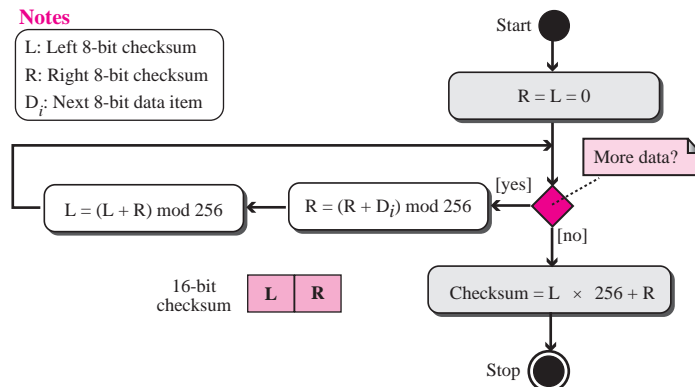 Notes
L: Left 8-bit checksum
R: Right 8-bit checksum
Di: Next 8-bit data item
Start
R = L = 0
More data?
[yes]
L = (L + R) mod 256
R = (R + Di) mod 256
[no]
16-bit
checksum
L R
Checksum = L × 256 + R
Stop